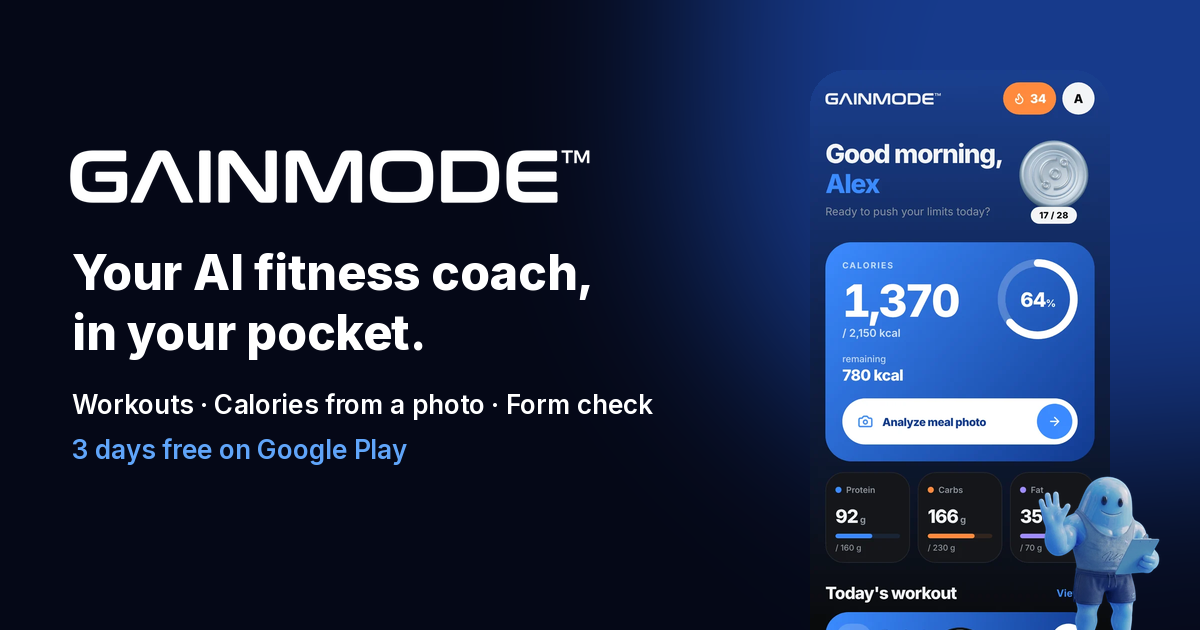 GAINMODE™
Your AI fitness coach,
in your pocket.
Workouts · Calories from a photo · Form check
3 days free on Google Play
GAINMODE™
34
A
Good morning,
Alex
Ready to push your limits today?
17 / 28
CALORIES
1,370
/ 2,150 kcal
64%
remaining
780 kcal
Analyze meal photo
Protein
92 g
/ 160 g
Carbs
166 g
/ 230 g
Fat
35
/ 70 g
Today's workout